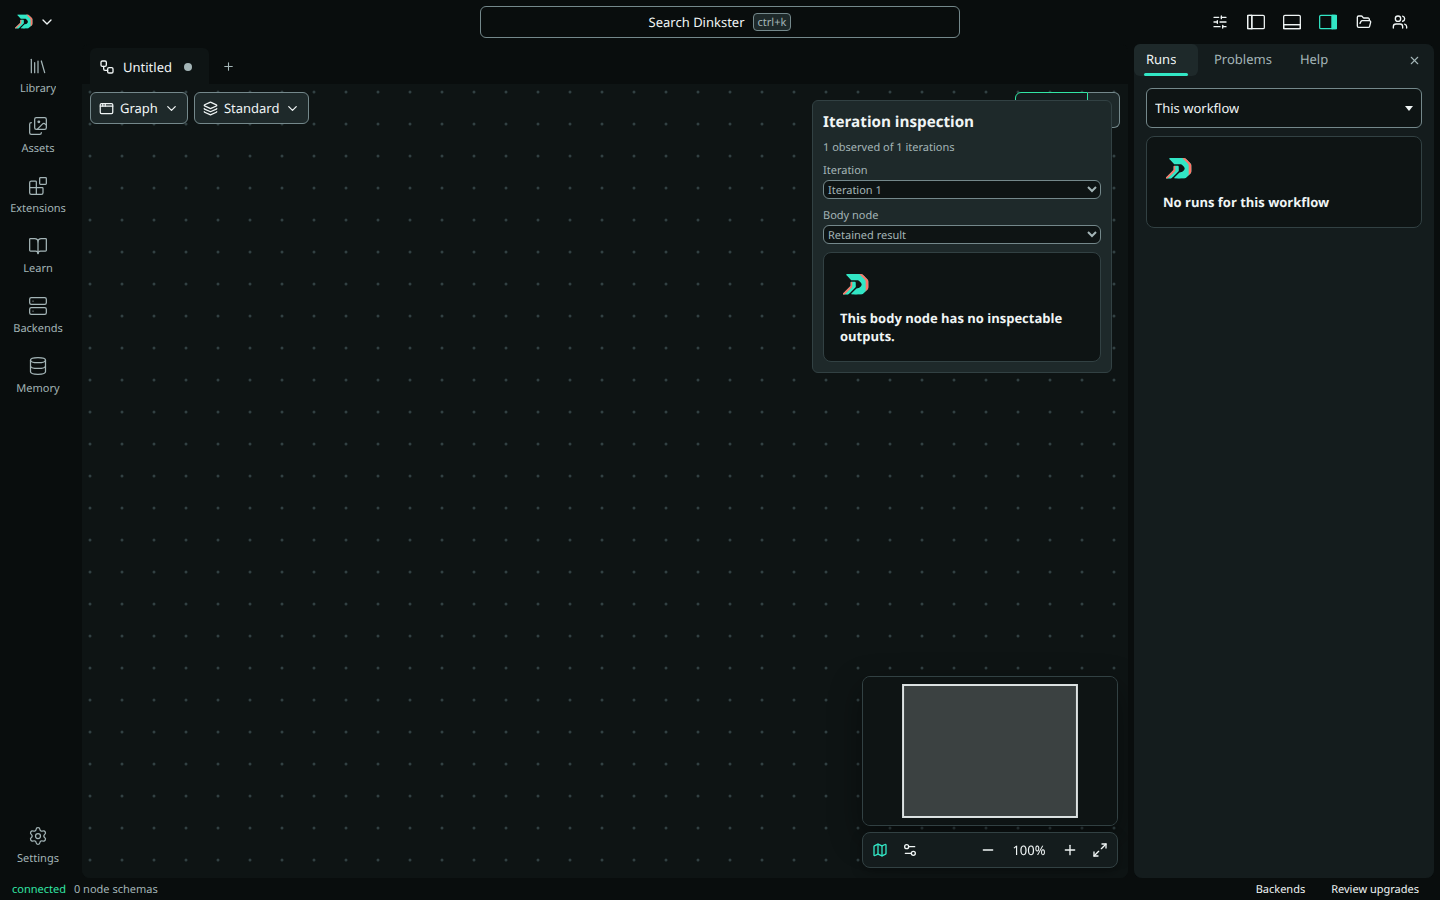 Search Dinkster ctrl+k
Library
Assets
Extensions
Learn
Backends
Memory
Settings
Untitled
Graph
Standard
Iteration inspection
1 observed of 1 iterations
Iteration
Iteration 1
Body node
Retained result
This body node has no inspectable
outputs.
100%
Runs Problems Help
This workflow
No runs for this workflow
connected 0 node schemas
Backends Review upgrades